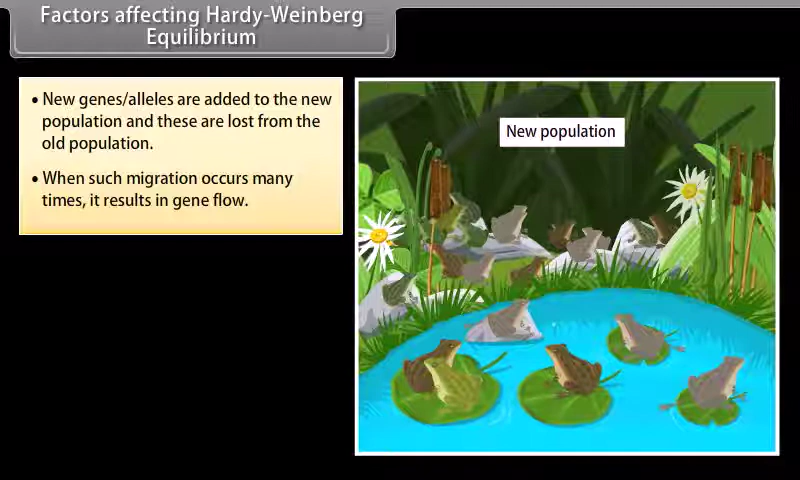 Factors affecting Hardy-Weinberg
Equilibrium
• New genes/alleles are added to the new
population and these are lost from the
old population.
• When such migration occurs many
times, it results in gene flow.
New population